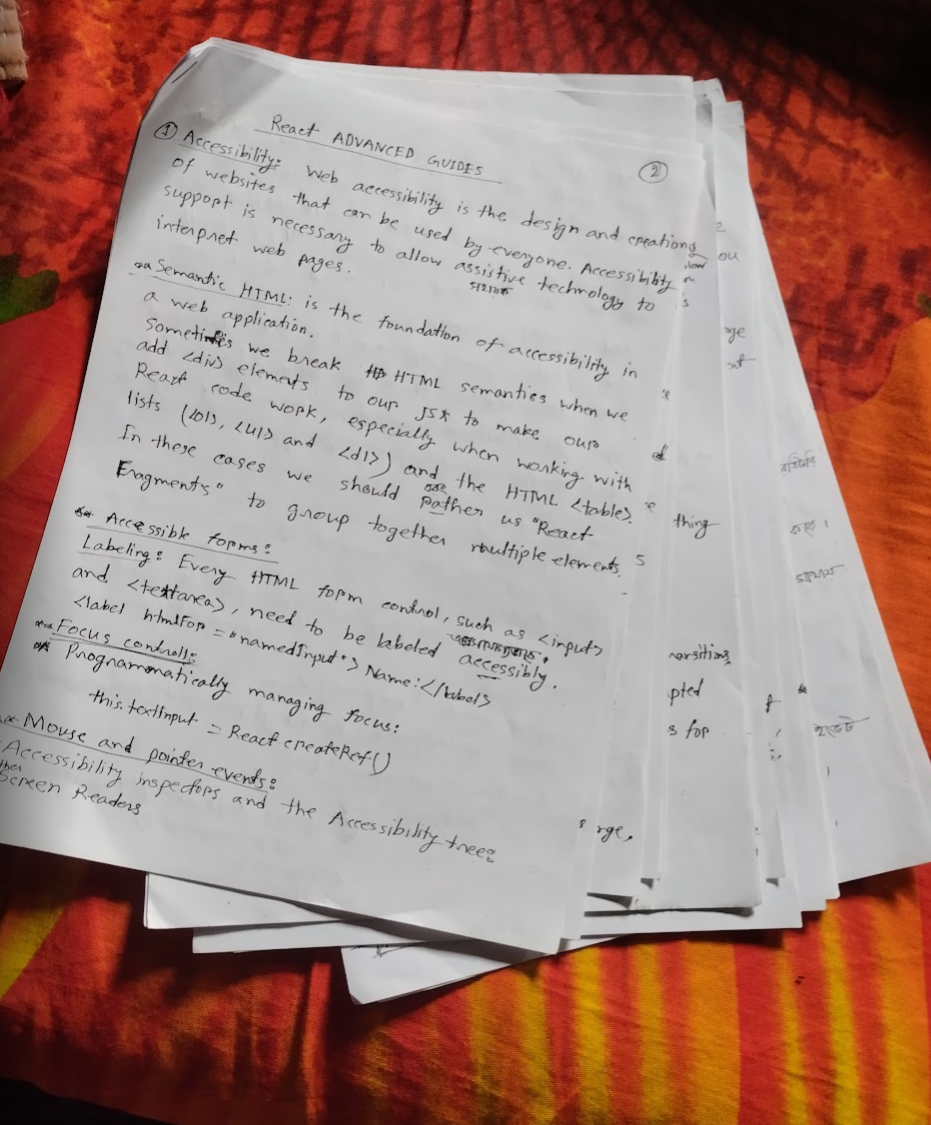 React ADVANCED GUIDES
2
1 Accessibility: Web accessibility is the design and creationg
of websites that can be used by everyone. Accessibility
support is necessary to allow assistive technology to
সহায়ক
interpret web pages.
Semantic HTML: is the foundation of accessibility in
a web application.
Sometimes we break HTML semantics when we
add <div> elements to our JSX to make our
React code work, especially when working with
lists (<ol>, <ul> and <dl>) and the HTML <table>.
In these cases we should rather us "React
Fragments" to group together multiple elements.
** Accessible forms:
Labeling: Every HTML form control, such as <input>
and <textarea>, need to be labeled accessibly.
<label htmlFor = "namedInput"> Name:</label>
Focus control:
Programmatically managing focus:
this.textInput = React createRef()
Mouse and pointer events:
Accessibility inspectors and the Accessibility tree:
Screen Readers
ou
rge
thing
pted
s for
rge,